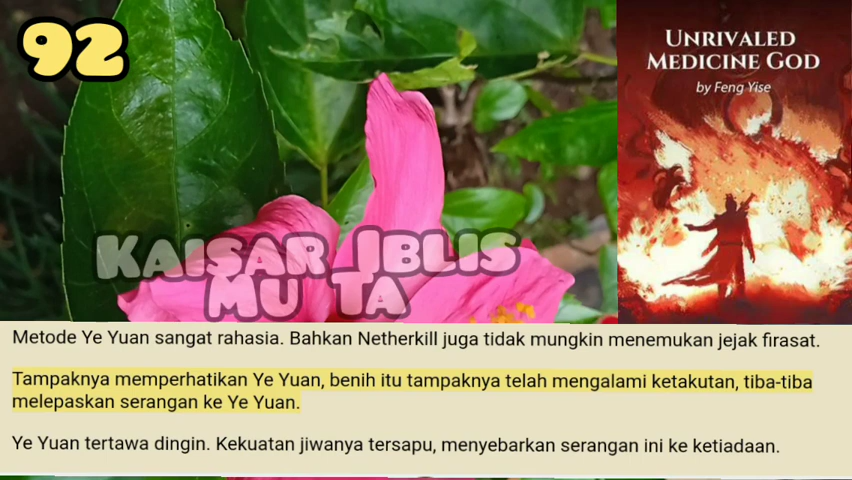 92
UNRIVALED
MEDICINE GOD
by Feng Yise
KAISAR IBLIS
MU TA
Metode Ye Yuan sangat rahasia. Bahkan Netherkill juga tidak mungkin menemukan jejak firasat.
Tampaknya memperhatikan Ye Yuan, benih itu tampaknya telah mengalami ketakutan, tiba-tiba
melepaskan serangan ke Ye Yuan.
Ye Yuan tertawa dingin. Kekuatan jiwanya tersapu, menyebarkan serangan ini ke ketiadaan.